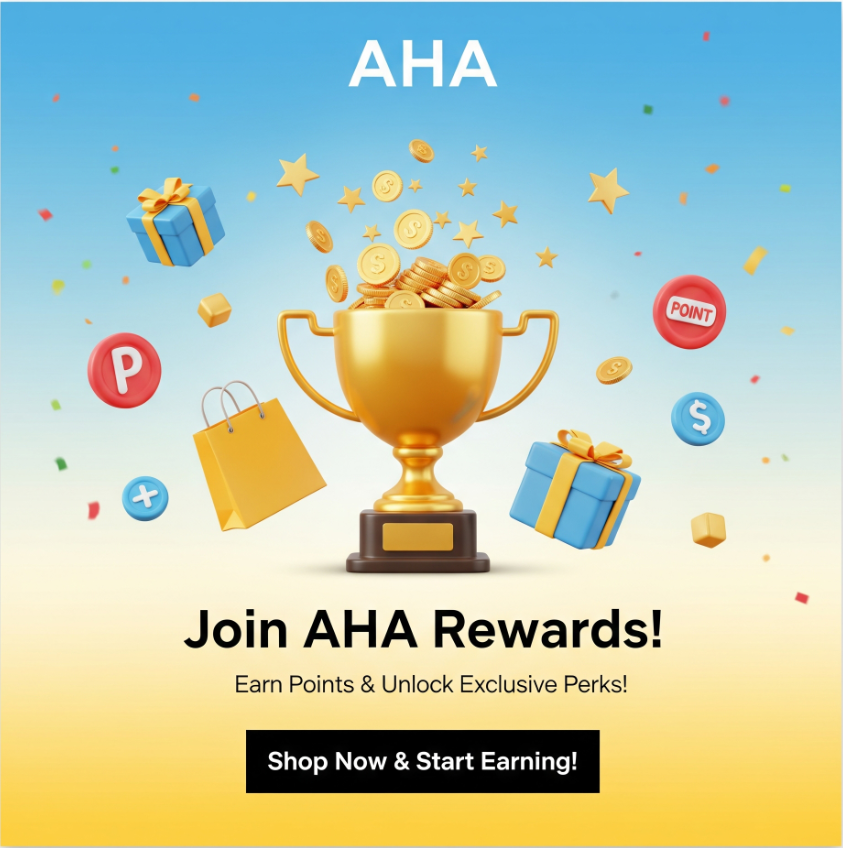 AHA
POINT
P
$
Join AHA Rewards!
Earn Points & Unlock Exclusive Perks!
Shop Now & Start Earning!